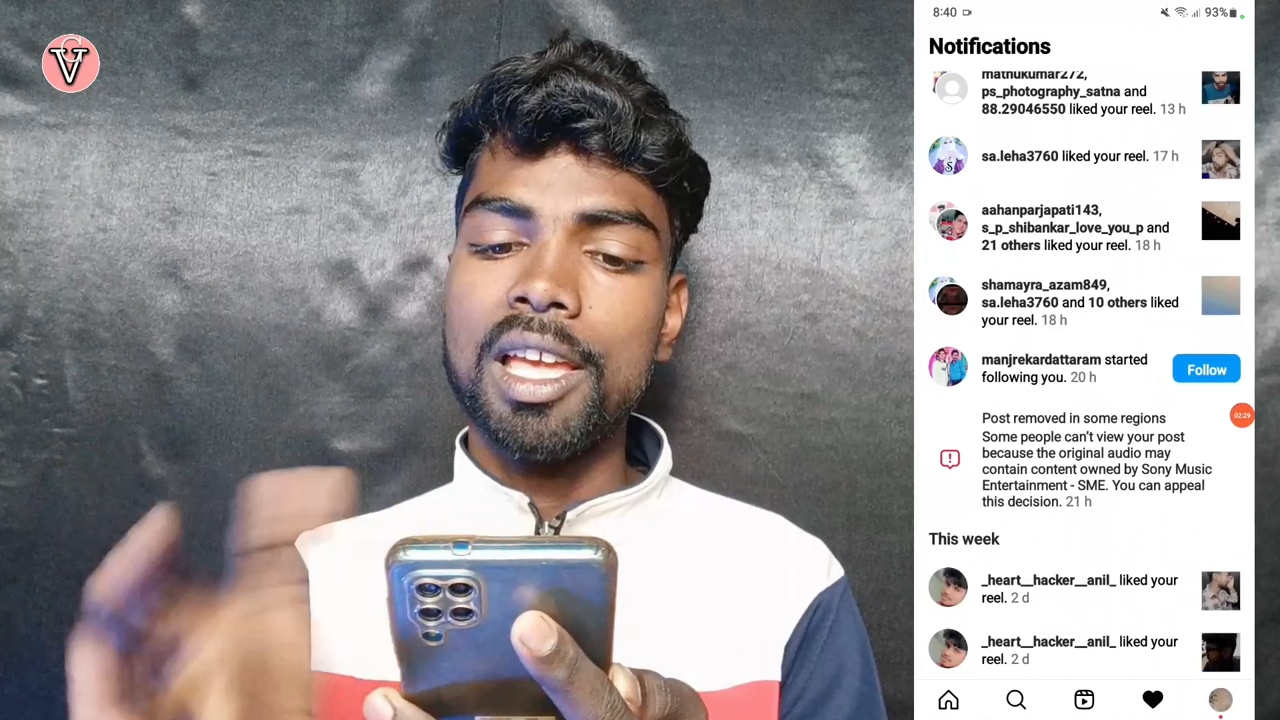 8:40
93%
Notifications
mathukumar272,
ps_photography_satna and
88.29046550 liked your reel. 13 h
sa.leha3760 liked your reel. 17 h
aahanparjapati143,
s_p_shibankar_love_you_p and
21 others liked your reel. 18 h
shamayra_azam849,
sa.leha3760 and 10 others liked
your reel. 18 h
manjrekardattaram started
following you. 20 h
Follow
Post removed in some regions
Some people can't view your post
because the original audio may
contain content owned by Sony Music
Entertainment - SME. You can appeal
this decision. 21 h
02:29
This week
_heart__hacker__anil_ liked your
reel. 2 d
_heart__hacker__anil_ liked your
reel. 2 d